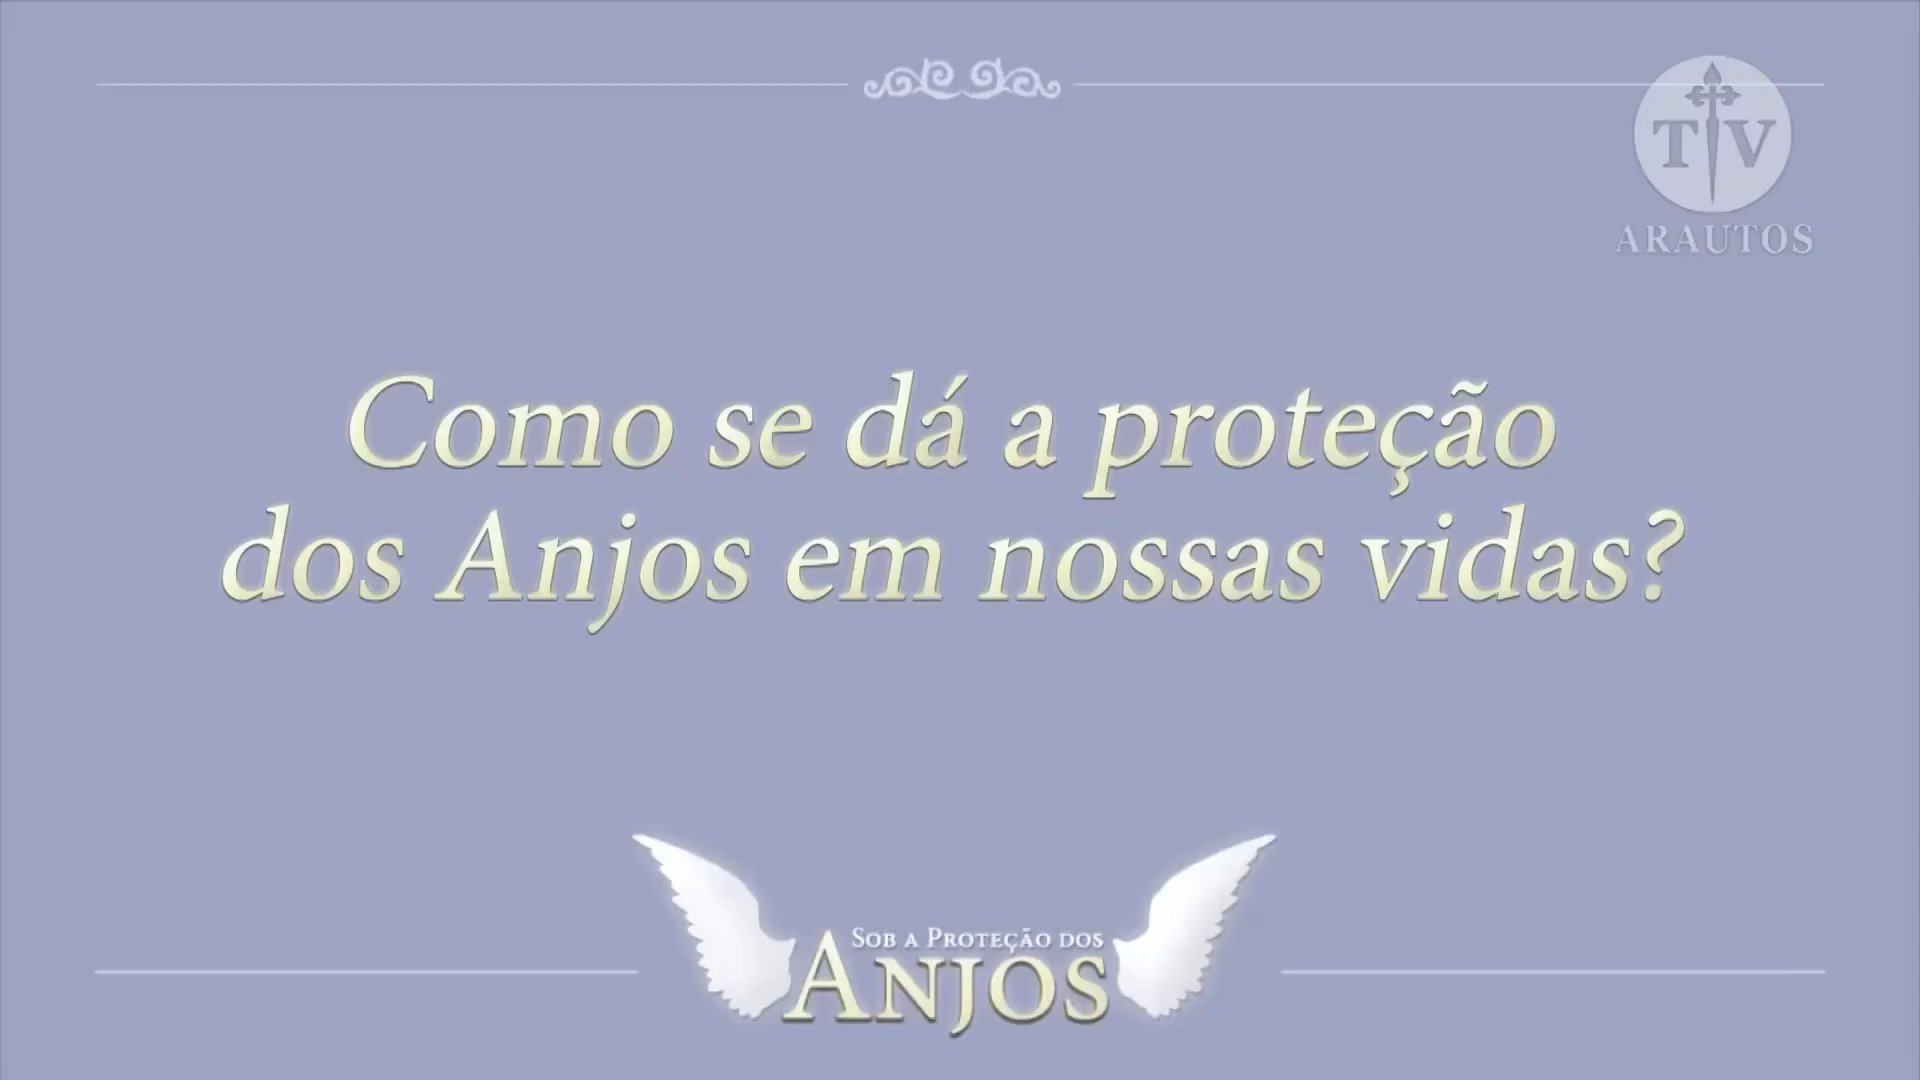 TV
ARAUTOS
Como se dá a proteção
dos Anjos em nossas vidas?
Sob a Proteção dos
Anjos